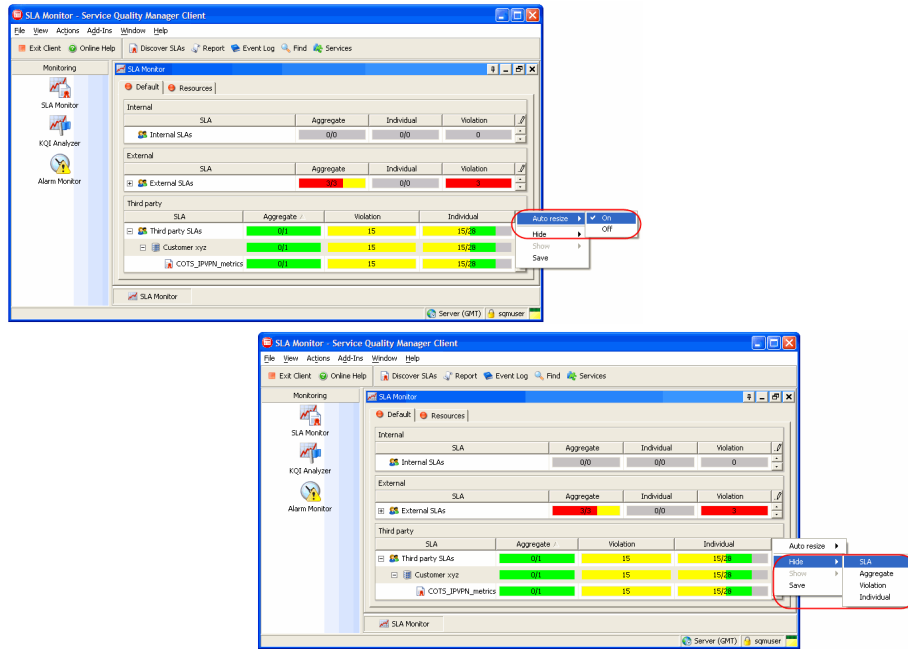 SLA Monitor - Service Quality Manager Client
File View Actions Add-Ins Window Help
Exit Client Online Help Discover SLAs Report Event Log Find Services
Monitoring
SLA Monitor
KQI Analyzer
Alarm Monitor
SLA Monitor
Default Resources
Internal
SLA Aggregate Individual Violation
Internal SLAs 0/0 0/0 0
External
SLA Aggregate Individual Violation
External SLAs 3/3 0/0 3
Third party
SLA Aggregate Violation Individual
Third party SLAs 0/1 15 15/28
Customer xyz 0/1 15 15/28
COTS_IPVPN_metrics 0/1 15 15/28
Auto resize On
Off
Hide
Show
Save
SLA Monitor
Server (GMT) sqmuser
SLA Monitor - Service Quality Manager Client
File View Actions Add-Ins Window Help
Exit Client Online Help Discover SLAs Report Event Log Find Services
Monitoring
SLA Monitor
KQI Analyzer
Alarm Monitor
SLA Monitor
Default Resources
Internal
SLA Aggregate Individual Violation
Internal SLAs 0/0 0/0 0
External
SLA Aggregate Individual Violation
External SLAs 3/3 0/0 3
Third party
SLA Aggregate Violation Individual
Third party SLAs 0/1 15 15/28
Customer xyz 0/1 15 15/28
COTS_IPVPN_metrics 0/1 15 15/28
Auto resize
Hide SLA
Show Aggregate
Save Violation
Individual
SLA Monitor
Server (GMT) sqmuser